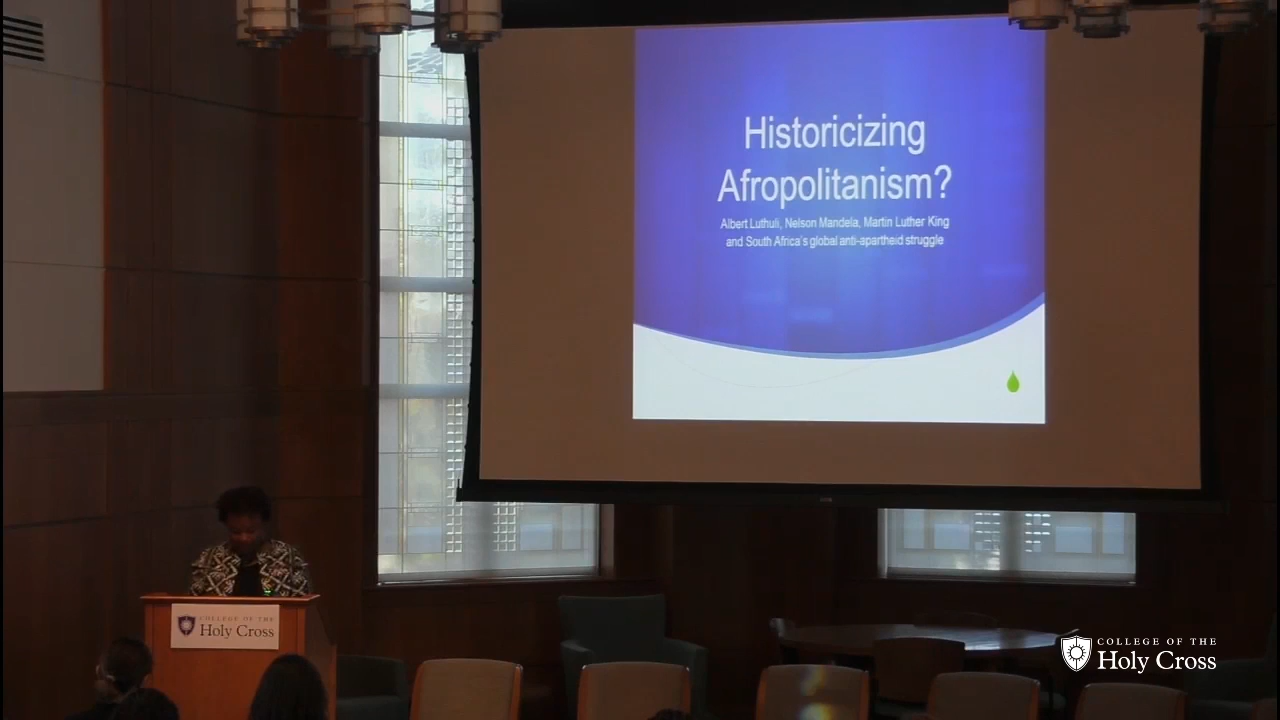 Historicizing
Afropolitanism?
Albert Luthuli, Nelson Mandela, Martin Luther King
and South Africa's global anti-apartheid struggle
COLLEGE OF THE
Holy Cross
COLLEGE OF THE
Holy Cross